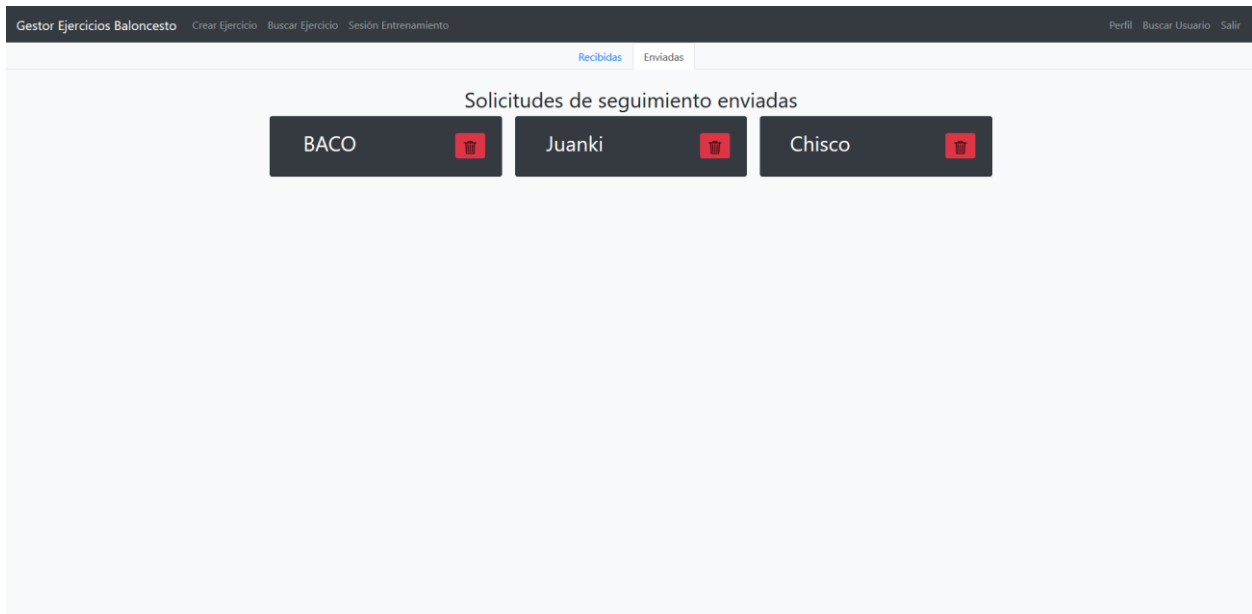 Gestor Ejercicios Baloncesto Crear Ejercicio Buscar Ejercicio Sesión Entrenamiento Perfil Buscar Usuario Salir
Recibidas Enviadas
Solicitudes de seguimiento enviadas
BACO Juanki Chisco